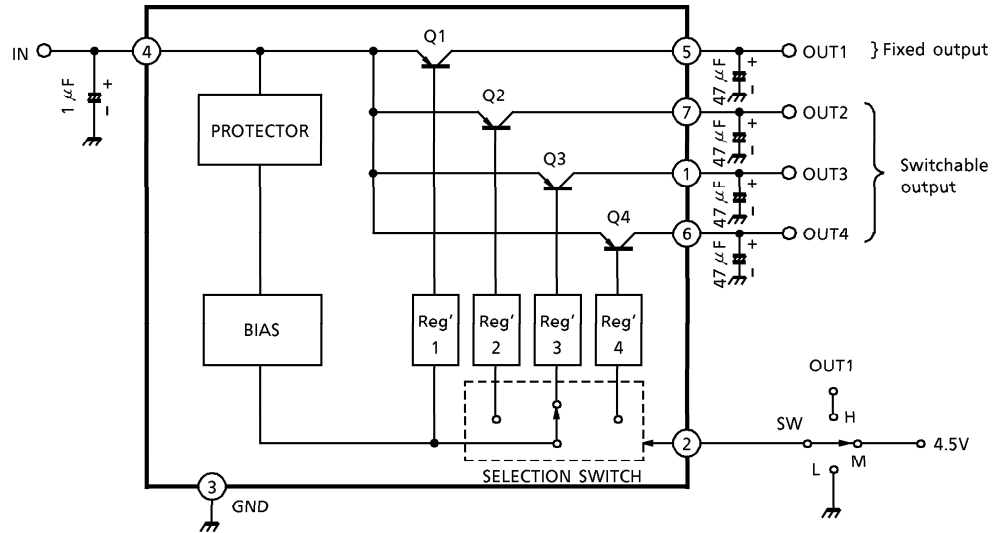 IN
1 μF
+
-
4
PROTECTOR
BIAS
Q1
Q2
Q3
Q4
Reg'
1
Reg'
2
Reg'
3
Reg'
4
SELECTION SWITCH
3
GND
5
47 μF
+
-
OUT1
} Fixed output
7
47 μF
+
-
OUT2
1
47 μF
+
-
OUT3
6
47 μF
+
-
OUT4
Switchable
output
2
OUT1
H
SW
M
L
4.5V